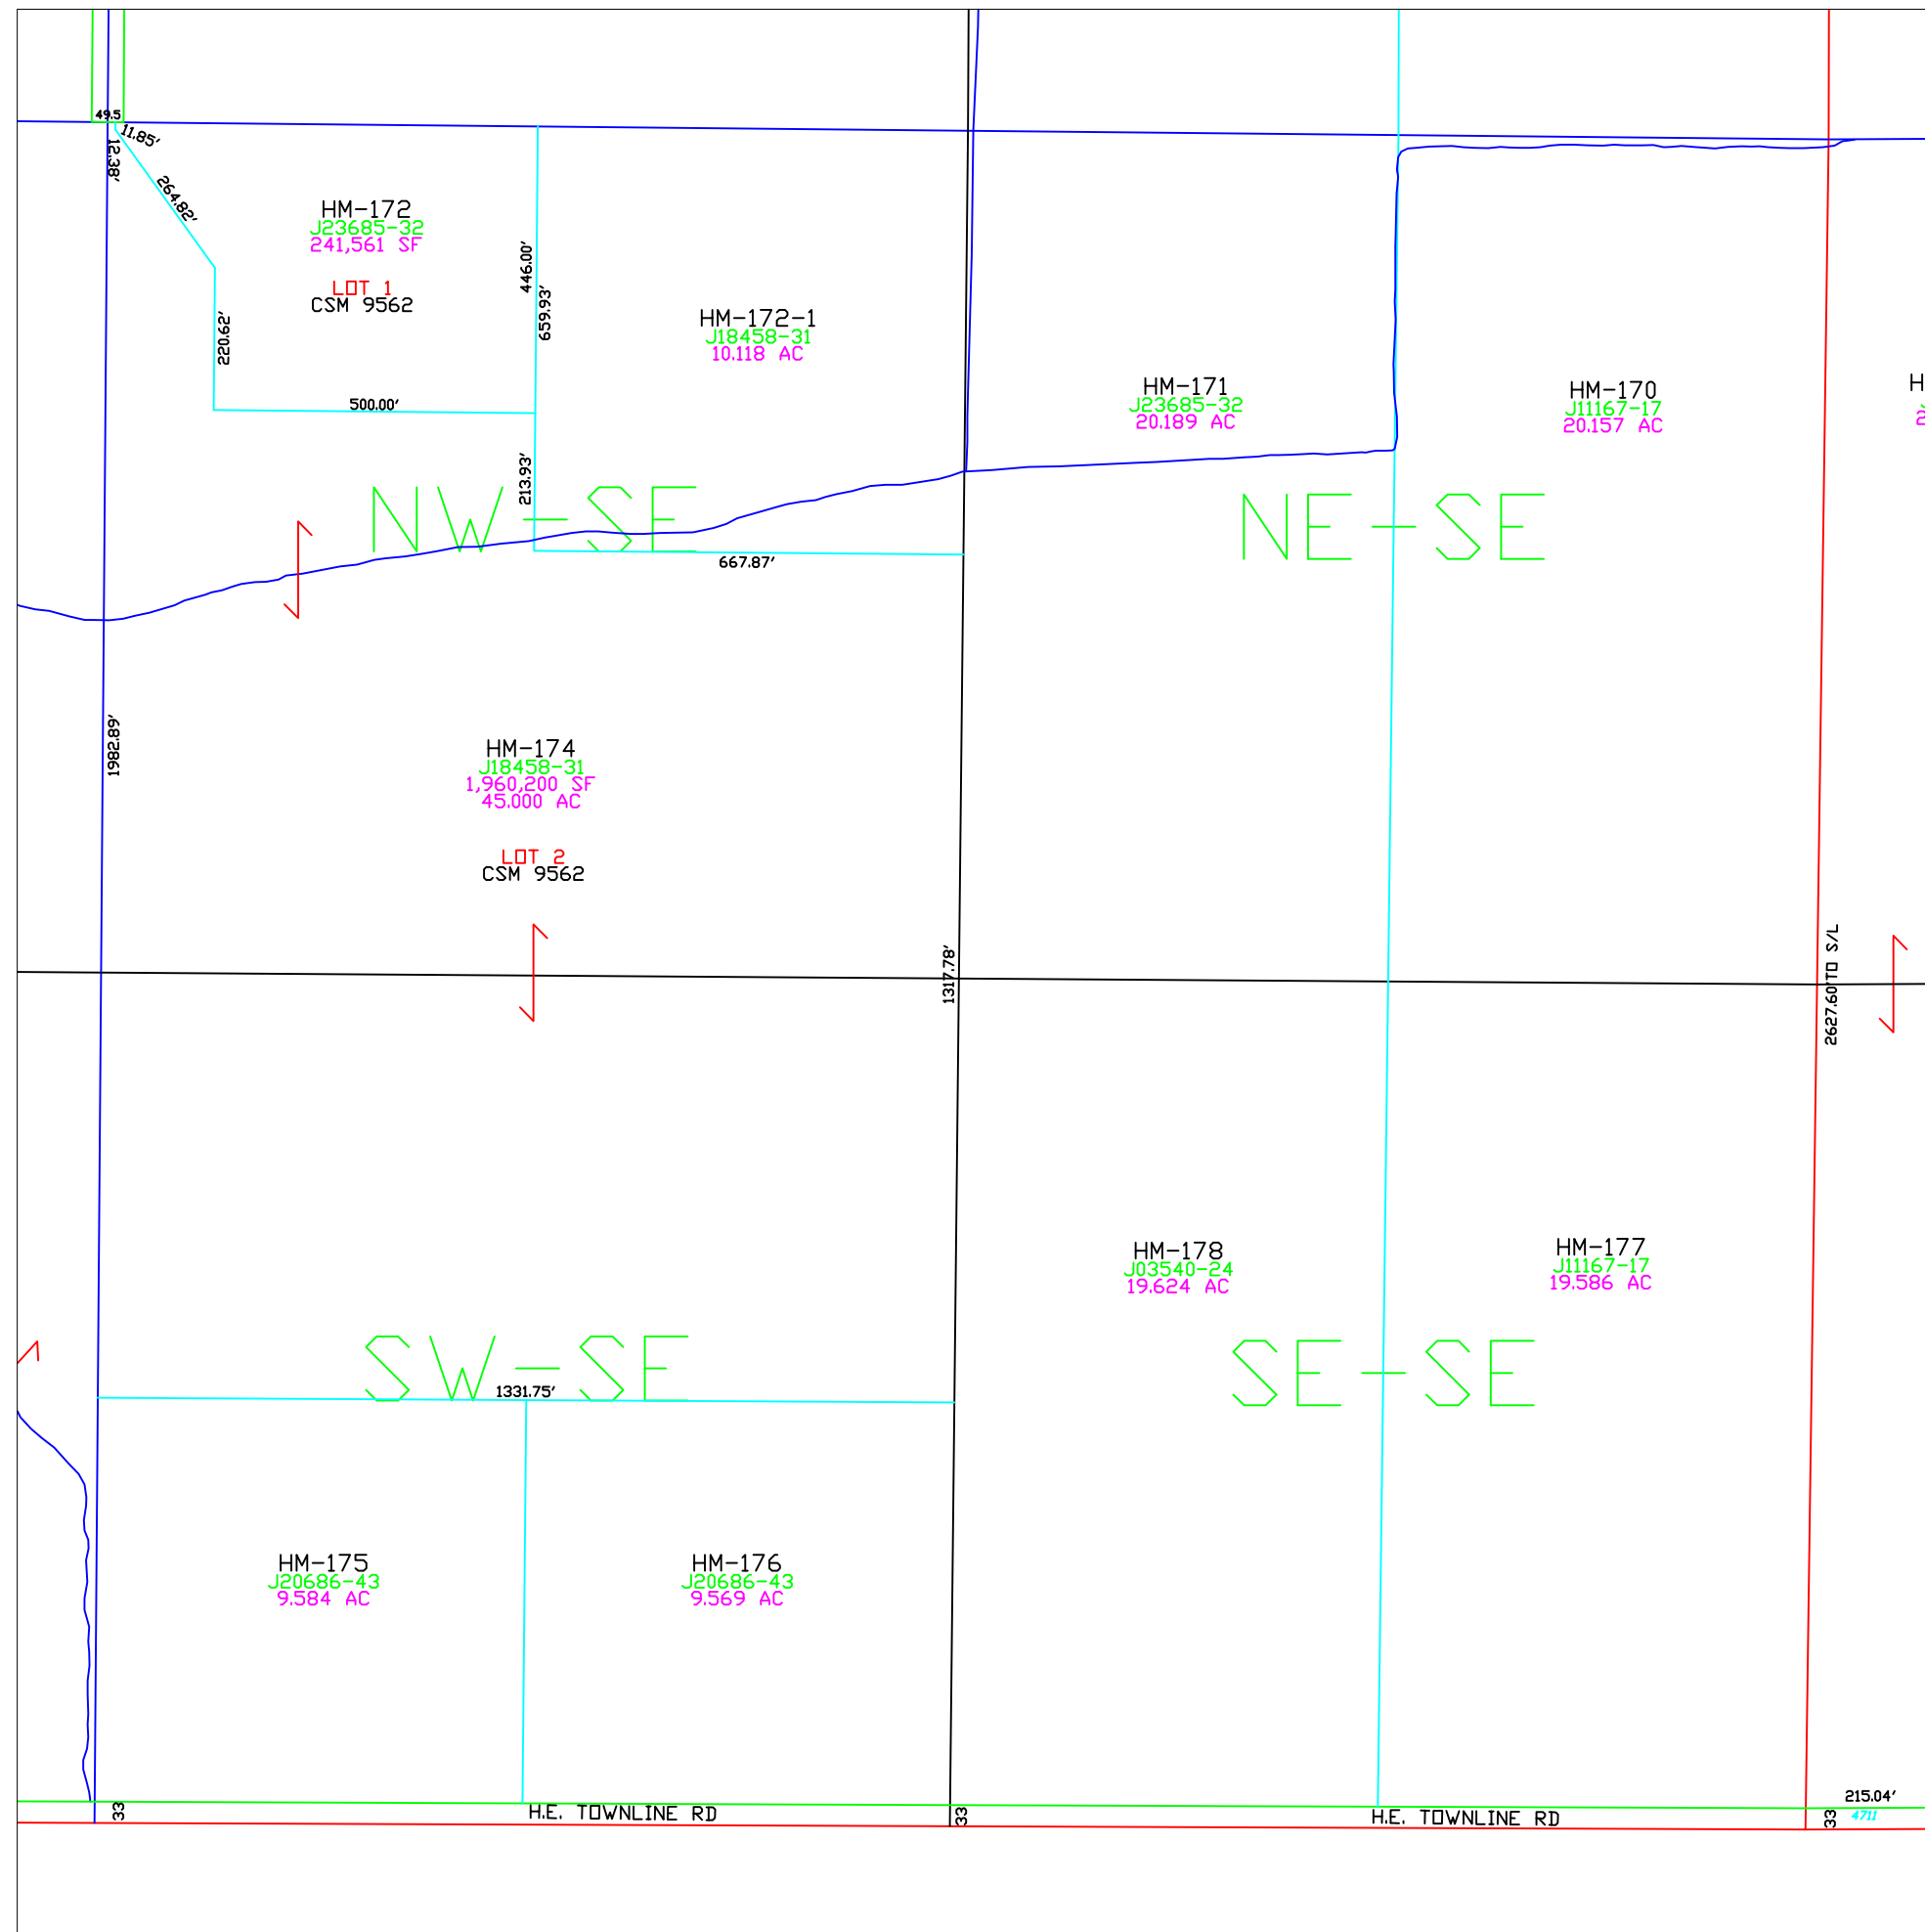 49.5
11.85'
12.38'
264.82'
HM-172
J23685-32
241,561 SF
LOT 1
CSM 9562
220.62'
500.00'
446.00'
659.93'
213.93'
HM-172-1
J18458-31
10.118 AC
HM-171
J23685-32
20.189 AC
HM-170
J11167-17
20.157 AC
H
2
NW-SE
NE-SE
667.87'
1982.89'
HM-174
J18458-31
1,960,200 SF
45.000 AC
LOT 2
CSM 9562
1317.78'
2627.60'TO S/L
HM-178
J03540-24
19.624 AC
HM-177
J11167-17
19.586 AC
SW-SE
SE-SE
1331.75'
HM-175
J20686-43
9.584 AC
HM-176
J20686-43
9.569 AC
215.04'
33
H.E. TOWNLINE RD
33
H.E. TOWNLINE RD
33
4711